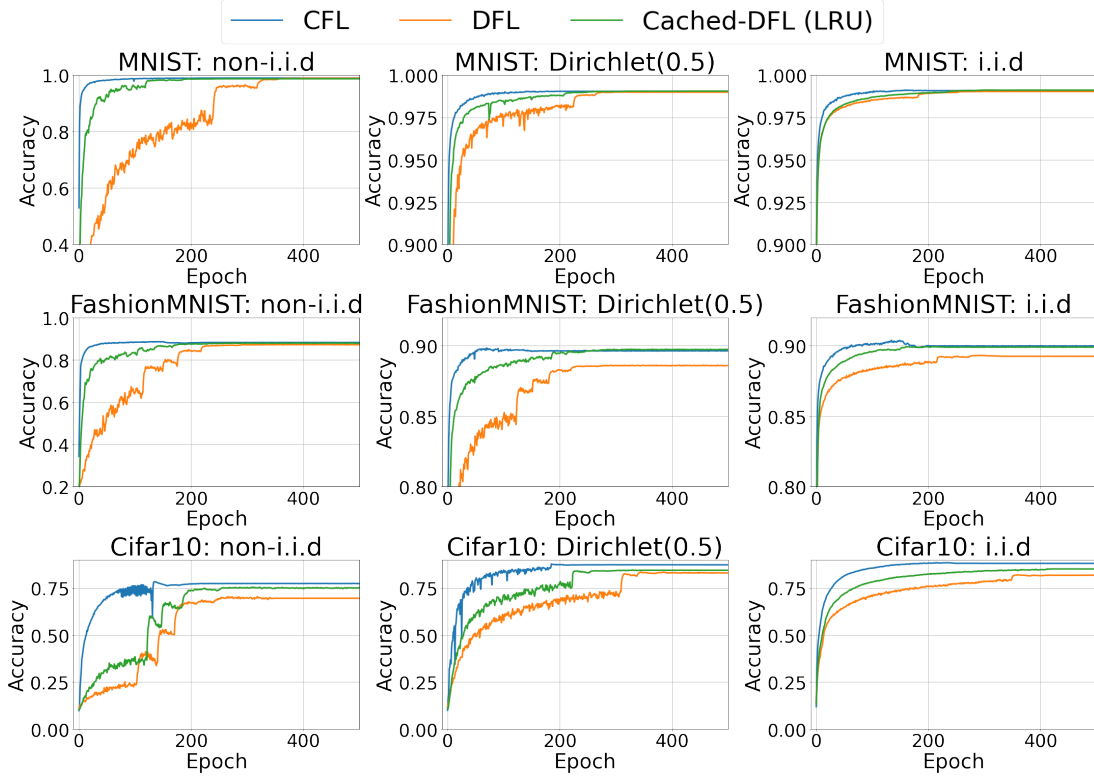 CFL DFL Cached-DFL (LRU)
MNIST: non-i.i.d
1.0
0.8
0.6
0.4
Accuracy
0 200 400
Epoch
MNIST: Dirichlet(0.5)
1.000
0.975
0.950
0.925
0.900
Accuracy
0 200 400
Epoch
MNIST: i.i.d
1.000
0.975
0.950
0.925
0.900
Accuracy
0 200 400
Epoch
FashionMNIST: non-i.i.d
1.0
0.8
0.6
0.4
0.2
Accuracy
0 200 400
Epoch
FashionMNIST: Dirichlet(0.5)
0.90
0.85
0.80
Accuracy
0 200 400
Epoch
FashionMNIST: i.i.d
0.90
0.85
0.80
Accuracy
0 200 400
Epoch
Cifar10: non-i.i.d
0.75
0.50
0.25
0.00
Accuracy
0 200 400
Epoch
Cifar10: Dirichlet(0.5)
0.75
0.50
0.25
0.00
Accuracy
0 200 400
Epoch
Cifar10: i.i.d
0.75
0.50
0.25
0.00
Accuracy
0 200 400
Epoch